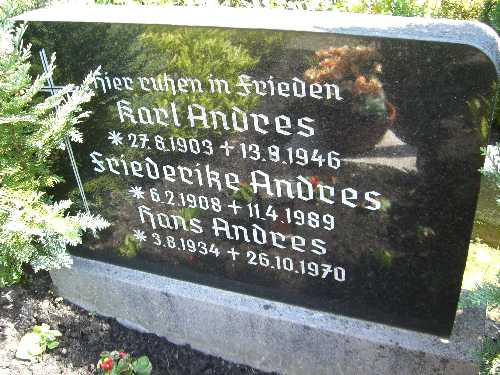 Hier ruhen in Frieden
Karl Andres
* 27.8.1903 + 13.9.1946
Friederike Andres
* 6.2.1908 + 11.4.1989
Hans Andres
* 3.8.1934 + 26.10.1970